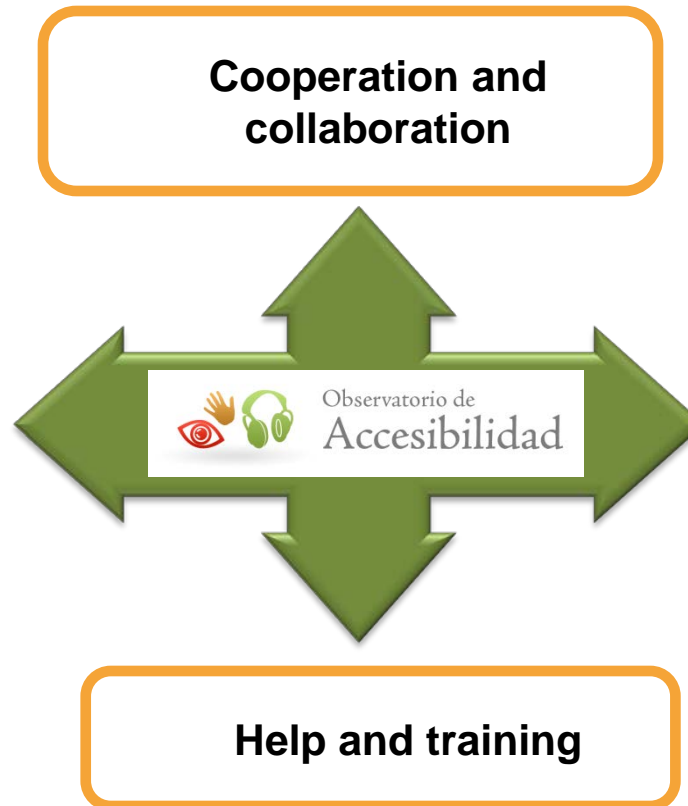 Cooperation and
collaboration
Observatorio de
Accesibilidad
Help and training